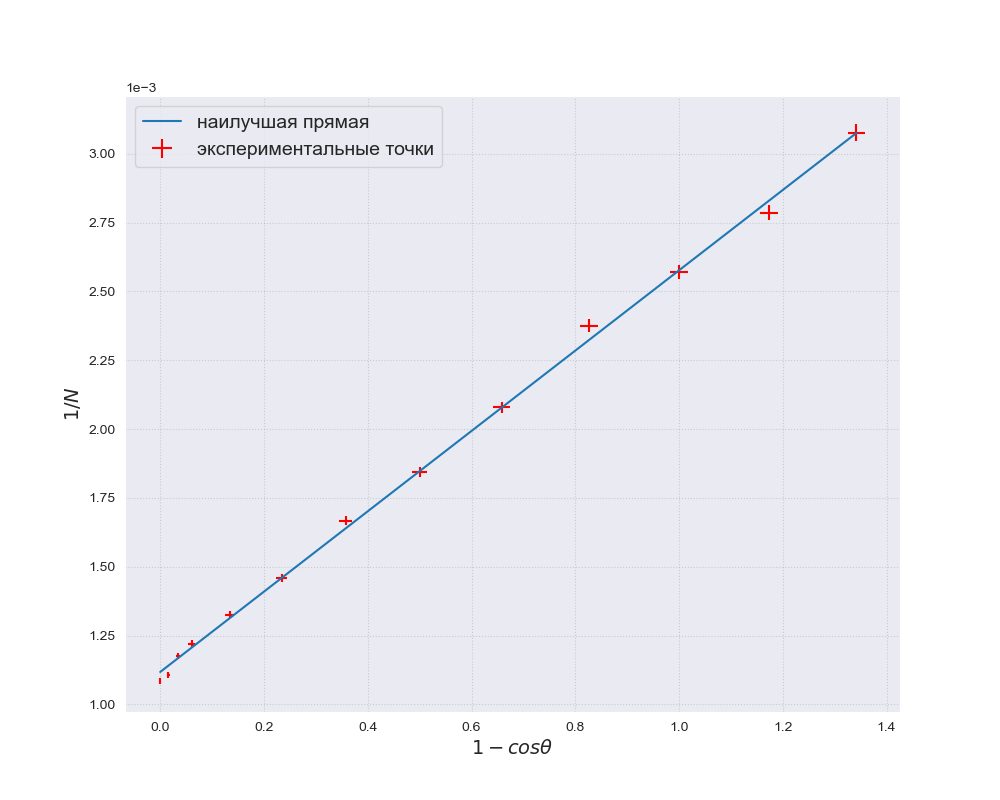 1e−3
наилучшая прямая
экспериментальные точки
3.00
2.75
2.50
2.25
2.00
1.75
1.50
1.25
1.00
1/N
0.0 0.2 0.4 0.6 0.8 1.0 1.2 1.4
1 − cosθ